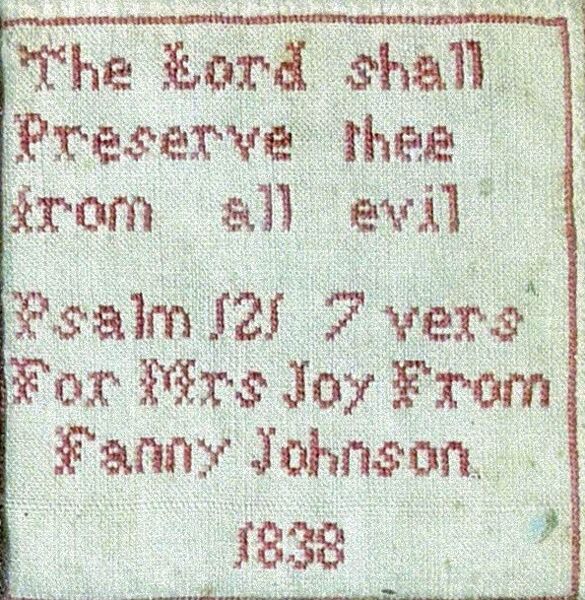 The Lord shall
Preserve thee
from all evil
Psalm 121 7 vers
For Mrs Joy From
Fanny Johnson
1838